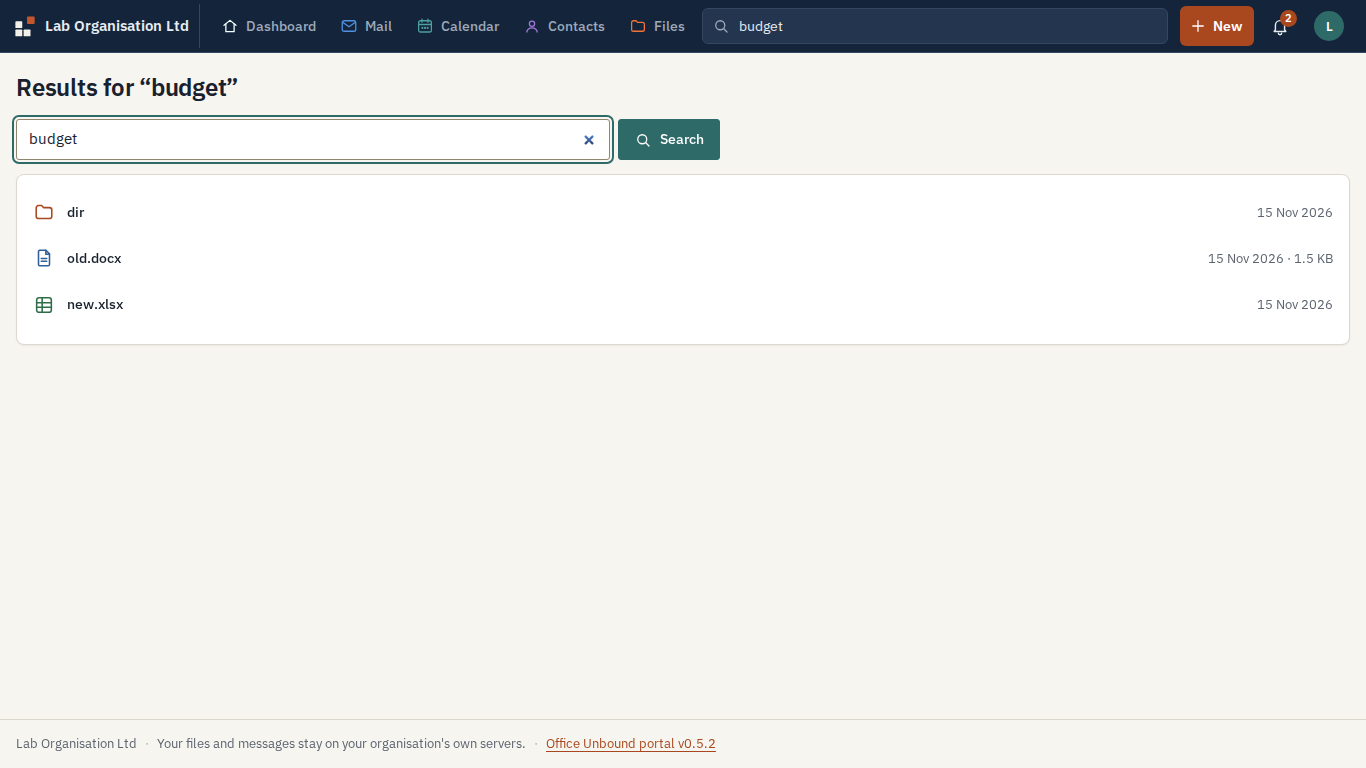 Lab Organisation Ltd
Dashboard
Mail
Calendar
Contacts
Files
budget
New
2
L
Results for “budget”
budget
Search
dir
15 Nov 2026
old.docx
15 Nov 2026 · 1.5 KB
new.xlsx
15 Nov 2026
Lab Organisation Ltd · Your files and messages stay on your organisation's own servers. · Office Unbound portal v0.5.2